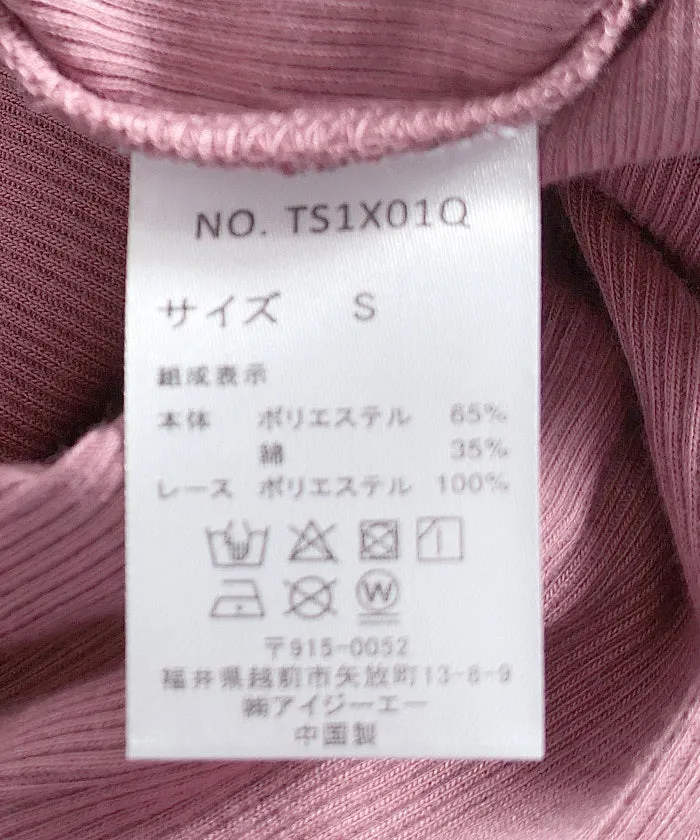 NO. TS1X01Q
サイズ S
組成表示
本体 ポリエステル 65%
綿 35%
レース ポリエステル 100%
W
〒915-0052
福井県越前市矢放町13-8-9
㈱アイジーエー
中国製